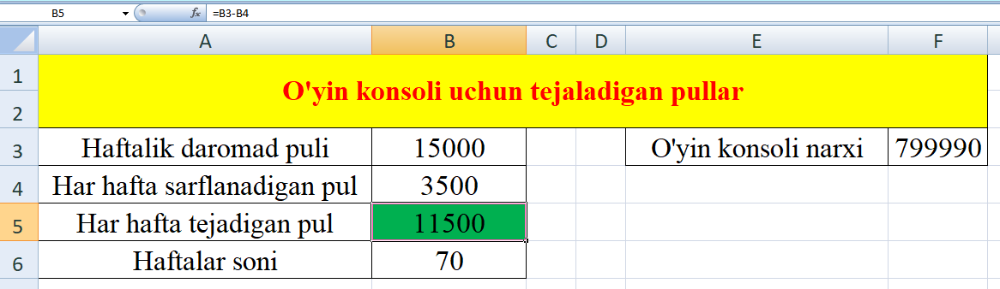 B5 fx =B3-B4
A B C D E F
1
O'yin konsoli uchun tejaladigan pullar
2
3 Haftalik daromad puli 15000 O'yin konsoli narxi 799990
4 Har hafta sarflanadigan pul 3500
5 Har hafta tejadigan pul 11500
6 Haftalar soni 70